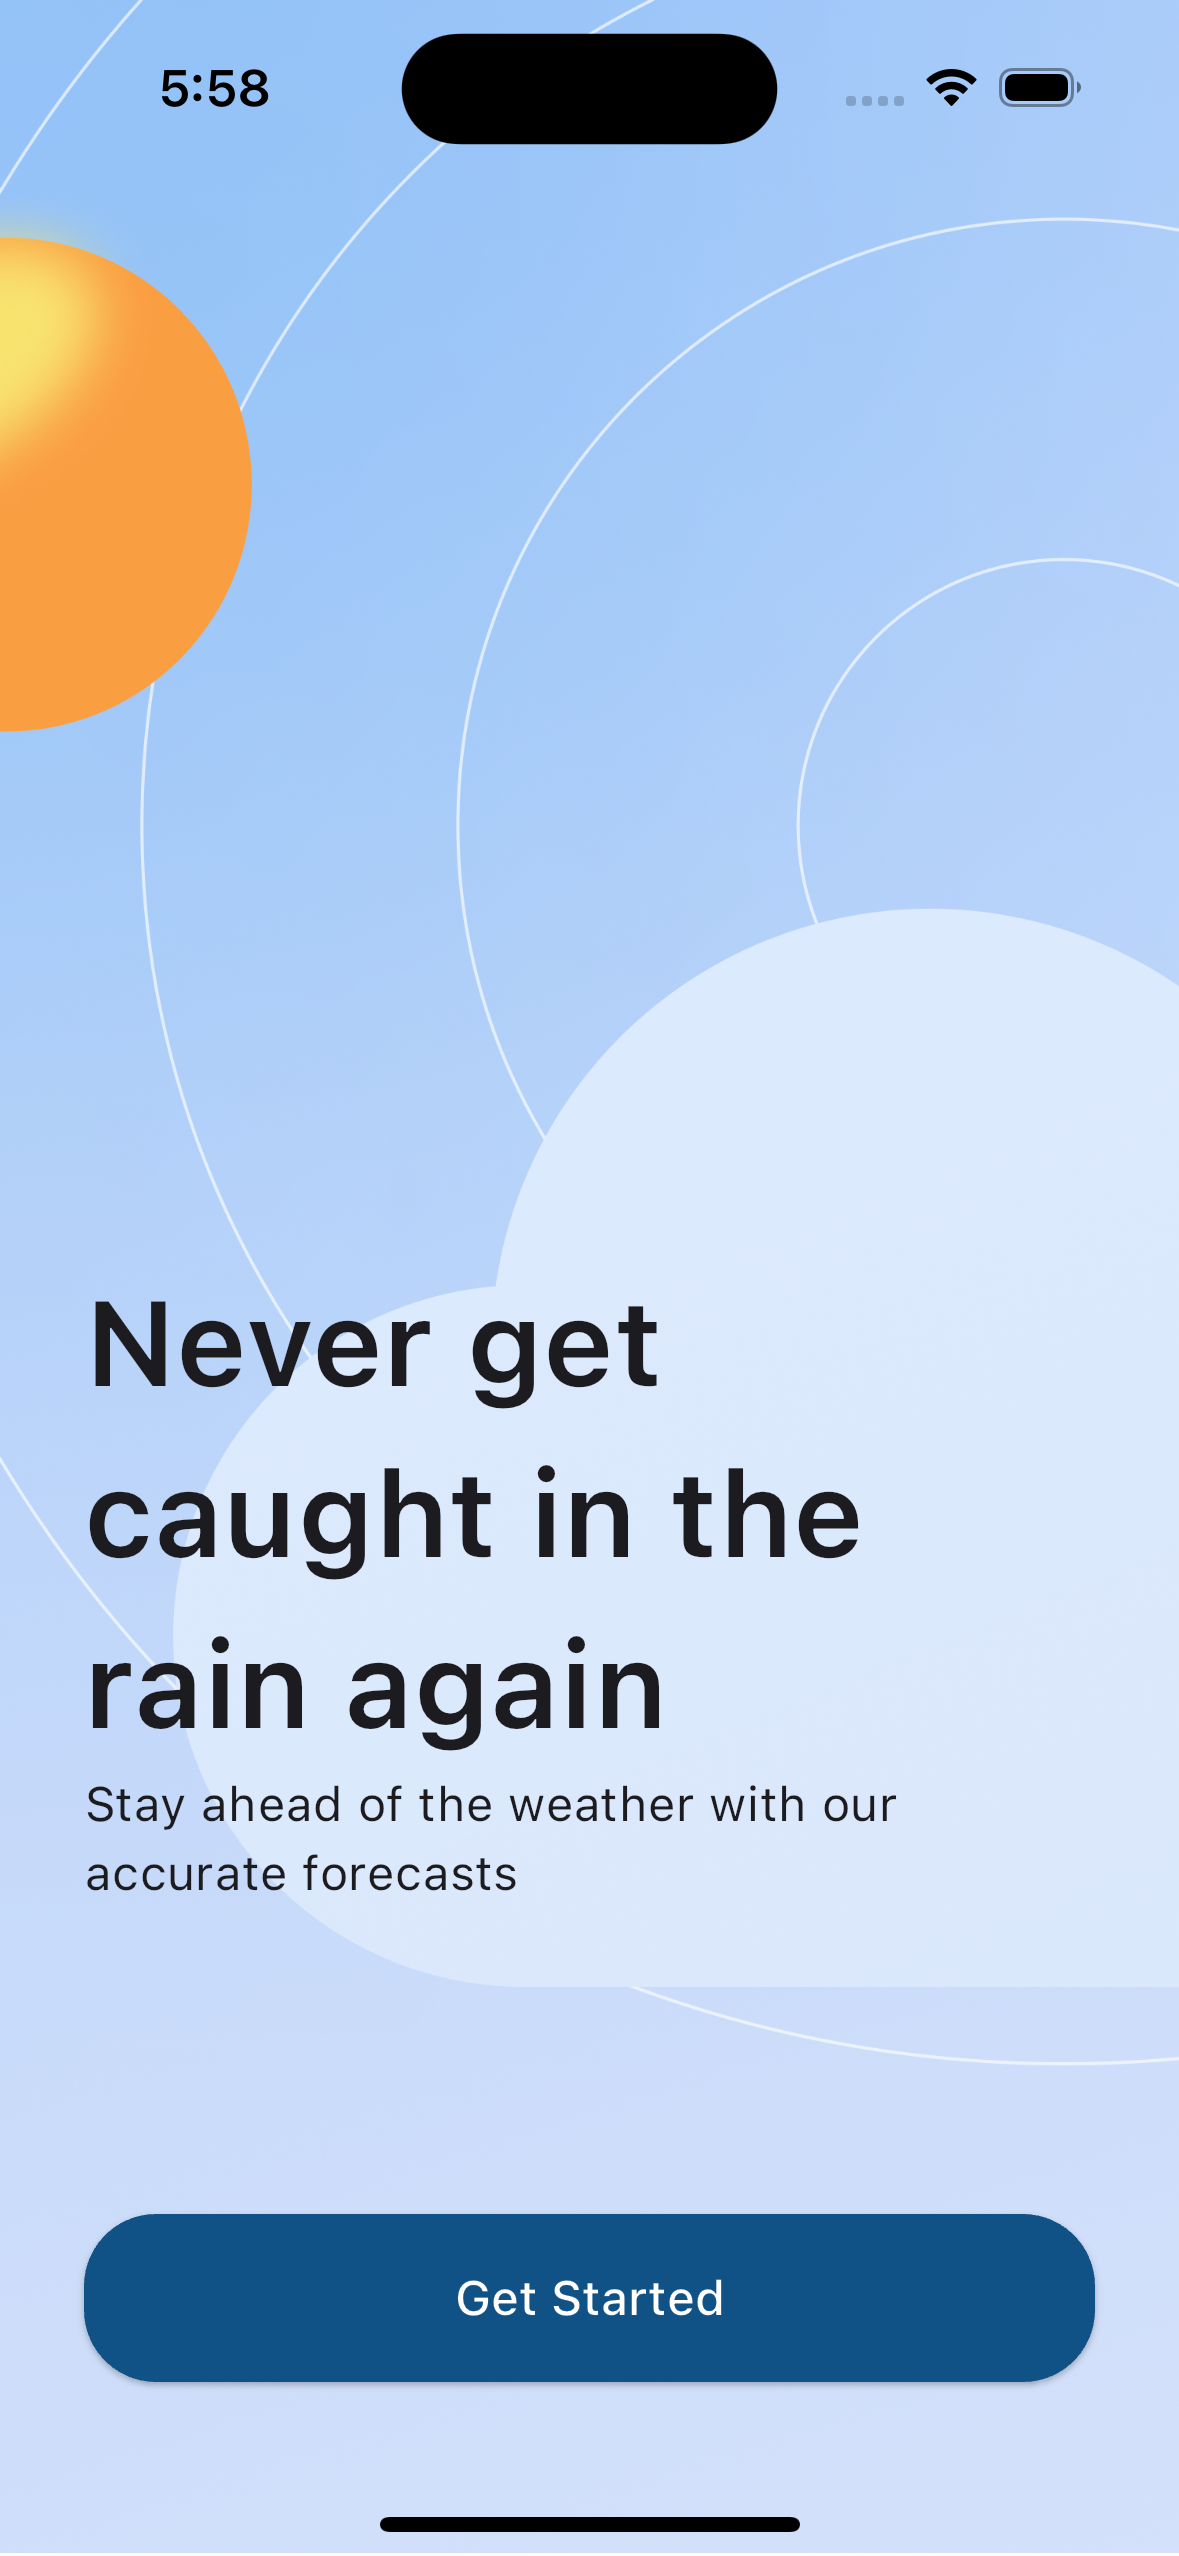 5:58
Never get
caught in the
rain again
Stay ahead of the weather with our
accurate forecasts
Get Started